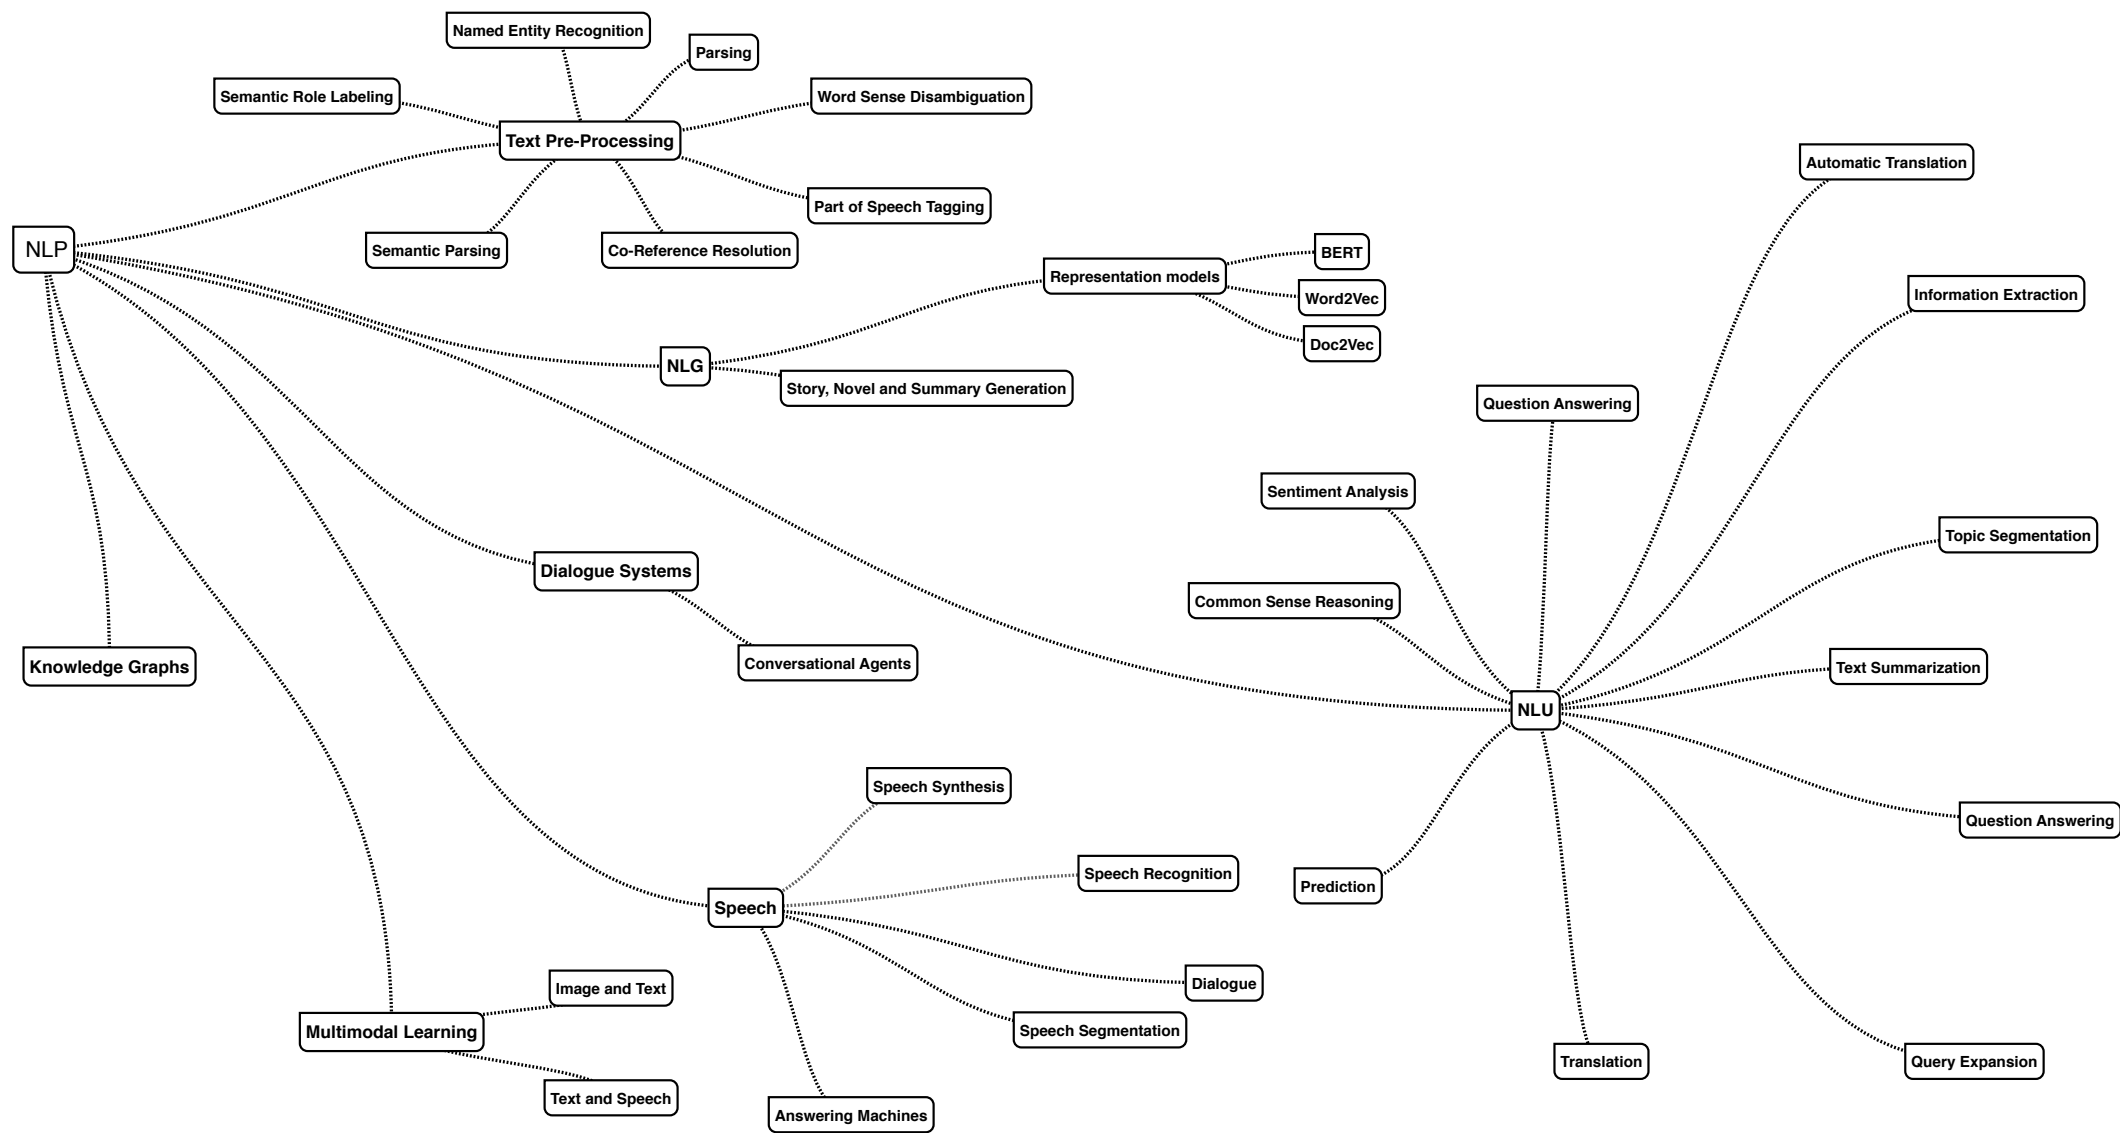 Named Entity Recognition
Parsing
Semantic Role Labeling
Word Sense Disambiguation
Text Pre-Processing
Part of Speech Tagging
Semantic Parsing
Co-Reference Resolution
NLP
Representation models
BERT
Word2Vec
Doc2Vec
NLG
Story, Novel and Summary Generation
Automatic Translation
Information Extraction
Question Answering
Sentiment Analysis
Topic Segmentation
Common Sense Reasoning
Text Summarization
NLU
Question Answering
Prediction
Translation
Query Expansion
Dialogue Systems
Conversational Agents
Knowledge Graphs
Speech Synthesis
Speech Recognition
Speech
Dialogue
Speech Segmentation
Answering Machines
Image and Text
Multimodal Learning
Text and Speech